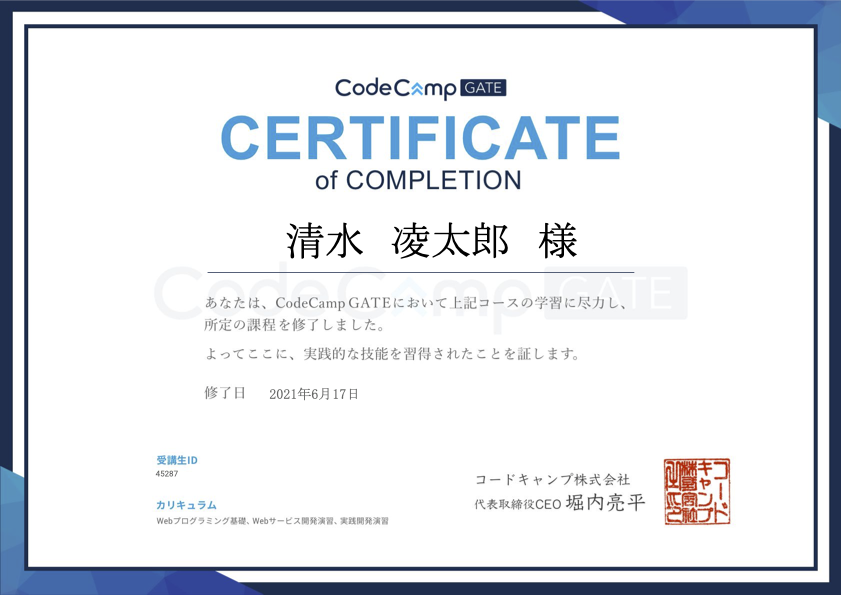 CodeCamp GATE
CERTIFICATE
of COMPLETION
清水 凌太郎 様
CodeCamp GATE
あなたは、CodeCamp GATEにおいて上記コースの学習に尽力し、
所定の課程を修了しました。
よってここに、実践的な技能を習得されたことを証します。
修了日 2021年6月17日
受講生ID
45287
カリキュラム
Webプログラミング基礎、Webサービス開発演習、実践開発演習
コードキャンプ株式会社
代表取締役CEO 堀内亮平
コード
キャンプ
株式会社
之印